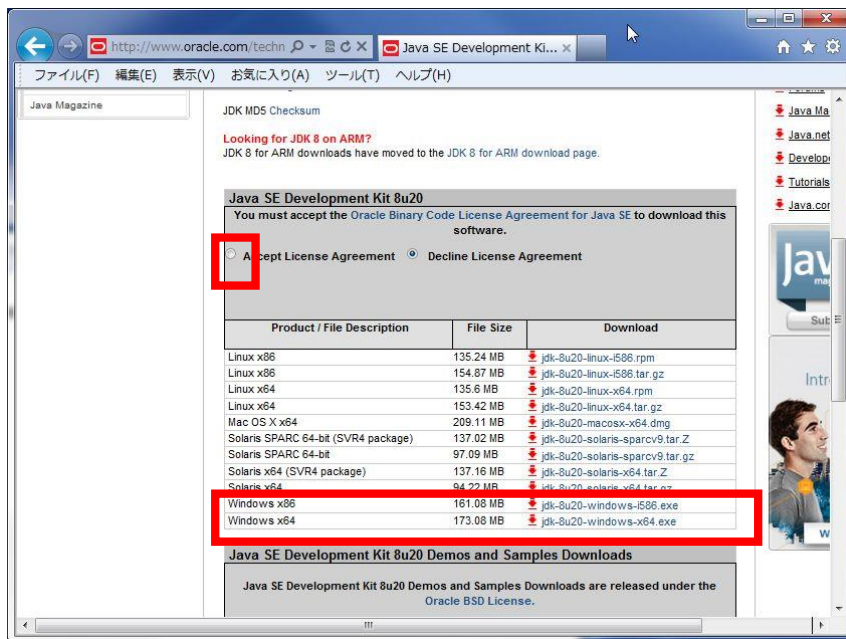 http://www.oracle.com/techn
Java SE Development Ki...
ファイル(F) 編集(E) 表示(V) お気に入り(A) ツール(T) ヘルプ(H)
Java Magazine
JDK MD5 Checksum
Looking for JDK 8 on ARM?
JDK 8 for ARM downloads have moved to the JDK 8 for ARM download page.
Java SE Development Kit 8u20
You must accept the Oracle Binary Code License Agreement for Java SE to download this
software.
Accept License Agreement Decline License Agreement
Product / File Description File Size Download
Linux x86 135.24 MB jdk-8u20-linux-i586.rpm
Linux x86 154.87 MB jdk-8u20-linux-i586.tar.gz
Linux x64 135.6 MB jdk-8u20-linux-x64.rpm
Linux x64 153.42 MB jdk-8u20-linux-x64.tar.gz
Mac OS X x64 209.11 MB jdk-8u20-macosx-x64.dmg
Solaris SPARC 64-bit (SVR4 package) 137.02 MB jdk-8u20-solaris-sparcv9.tar.Z
Solaris SPARC 64-bit 97.09 MB jdk-8u20-solaris-sparcv9.tar.gz
Solaris x64 (SVR4 package) 137.16 MB jdk-8u20-solaris-x64.tar.Z
Solaris x64 94.22 MB jdk-8u20-solaris-x64.tar.gz
Windows x86 161.08 MB jdk-8u20-windows-i586.exe
Windows x64 173.08 MB jdk-8u20-windows-x64.exe
Java SE Development Kit 8u20 Demos and Samples Downloads
Java SE Development Kit 8u20 Demos and Samples Downloads are released under the
Oracle BSD License.
Java Ma
Java.net
Develop
Tutorials
Java.cor
Jav
ma
Sub
Intr
W